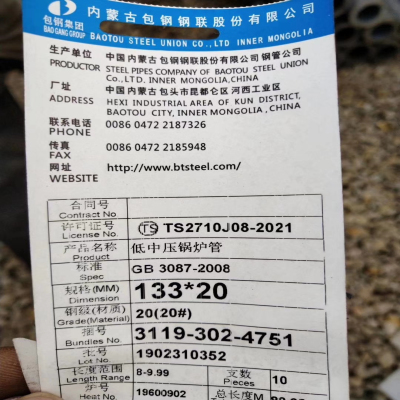 包钢集团
BAO GANG GROUP
内蒙古包钢钢联股份有限公司
BAOTOU STEEL UNION CO., LTD. INNER MONGOLIA
生产单位 中国内蒙古包钢钢联股份有限公司钢管公司
PRODUCTOR STEEL PIPES COMPANY OF BAOTOU STEEL UNION
CO.,LTD. INNER MONGOLIA,CHINA
厂址 中国内蒙古包头市昆都仑区河西工业区
ADDRESS HEXI INDUSTRIAL AREA OF KUN DISTRICT,
BAOTOU CITY, INNER MONGOLIA ,CHINA
联系电话
PHONE 0086 0472 2187326
传真
FAX 0086 0472 2185948
网址
WEBSITE http://www.btsteel.com/
合同号
Contract No.
许可证号
License No. TS TS2710J08-2021
产品名称
Product 低中压锅炉管
标准
Spec GB 3087-2008
规格(MM)
Dimension 133*20
钢级(材质)
Grade(Material) 20(20#)
捆号
Bundles No. 3119-302-4751
批号
Lot No. 1902310352
长度范围 支数
Length Range 8-9.99 Pieces 10
炉号 总长度M
Heat No. 19600902